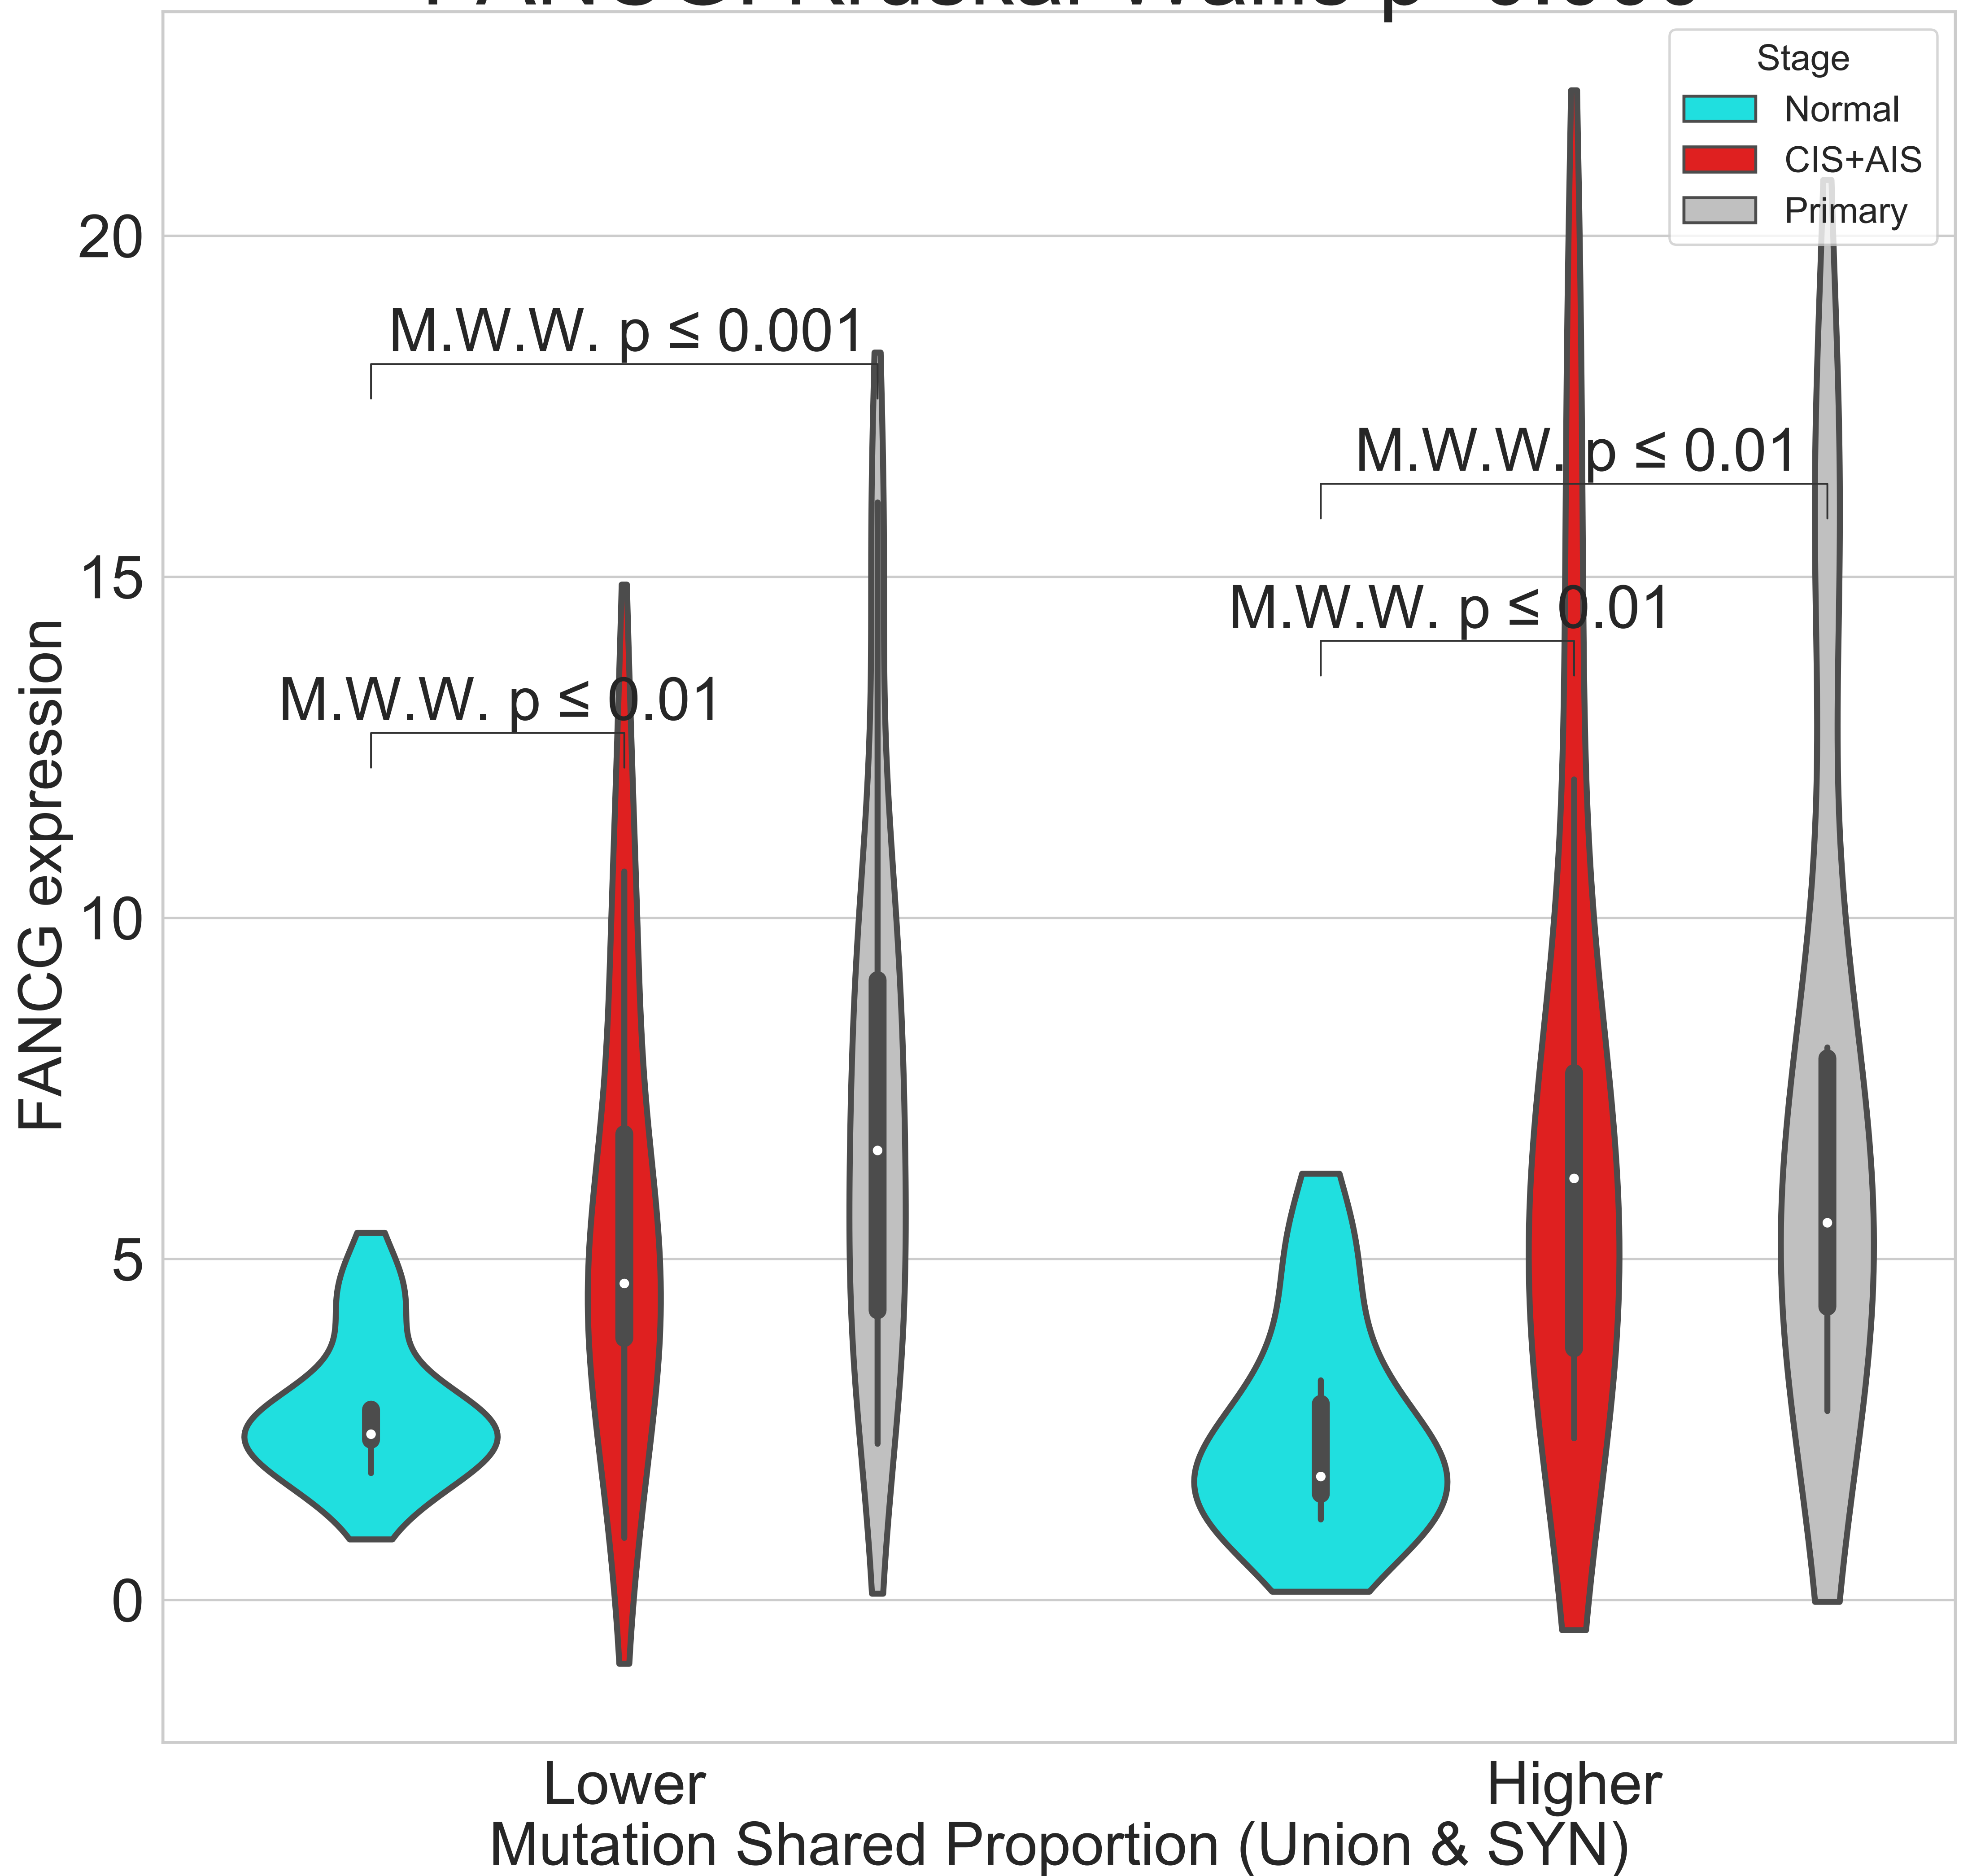 Stage
Normal
CIS+AIS
Primary
20
15
10
5
0
FANCG expression
M.W.W. p ≤ 0.001
M.W.W. p ≤ 0.01
M.W.W. p ≤ 0.01
M.W.W. p ≤ 0.01
Lower
Higher
Mutation Shared Proportion (Union & SYN)